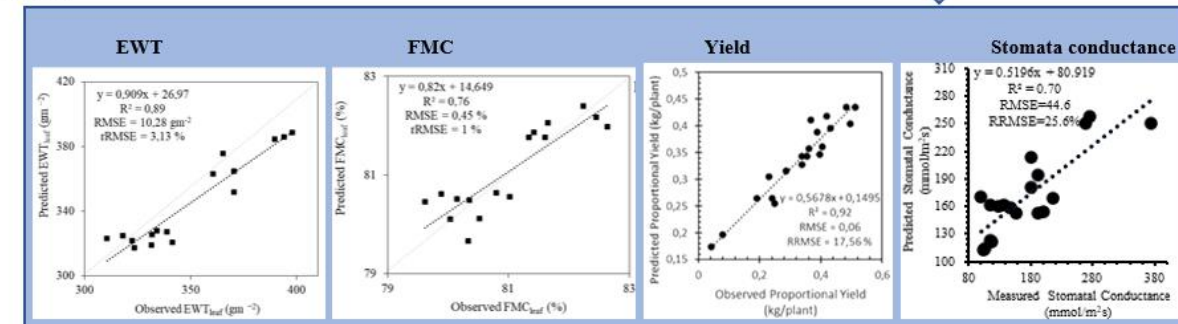 EWT
FMC
Yield
Stomata conductance
420
380
340
300
300
400
y = 0,909x + 26,97
R² = 0,89
RMSE = 10,28 gm⁻²
rRMSE = 3,13 %
Predicted EWTleaf (gm ⁻²)
Observed EWTleaf (gm ⁻²)
83
81
79
79
81
83
y = 0,82x + 14,649
R² = 0,76
RMSE = 0,45 %
rRMSE = 1 %
Predicted FMCleaf (%)
Observed FMCleaf (%)
0,5
0,45
0,4
0,35
0,3
0,25
0,2
0,15
0
0,2
0,4
0,6
y = 0,5678x + 0,1495
R² = 0,92
RMSE = 0,06
RRMSE = 17,56 %
Predicted Proportional Yield (kg/plant)
Observed Proportional Yield
(kg/plant)
310
280
250
220
190
160
130
100
80
180
280
380
y = 0.5196x + 80.919
R² = 0.70
RMSE=44.6
RRMSE=25.6%
Predicted Stomatal Conductance
(mmol/m²s)
Measured Stomatal Conductance
(mmol/m²s)